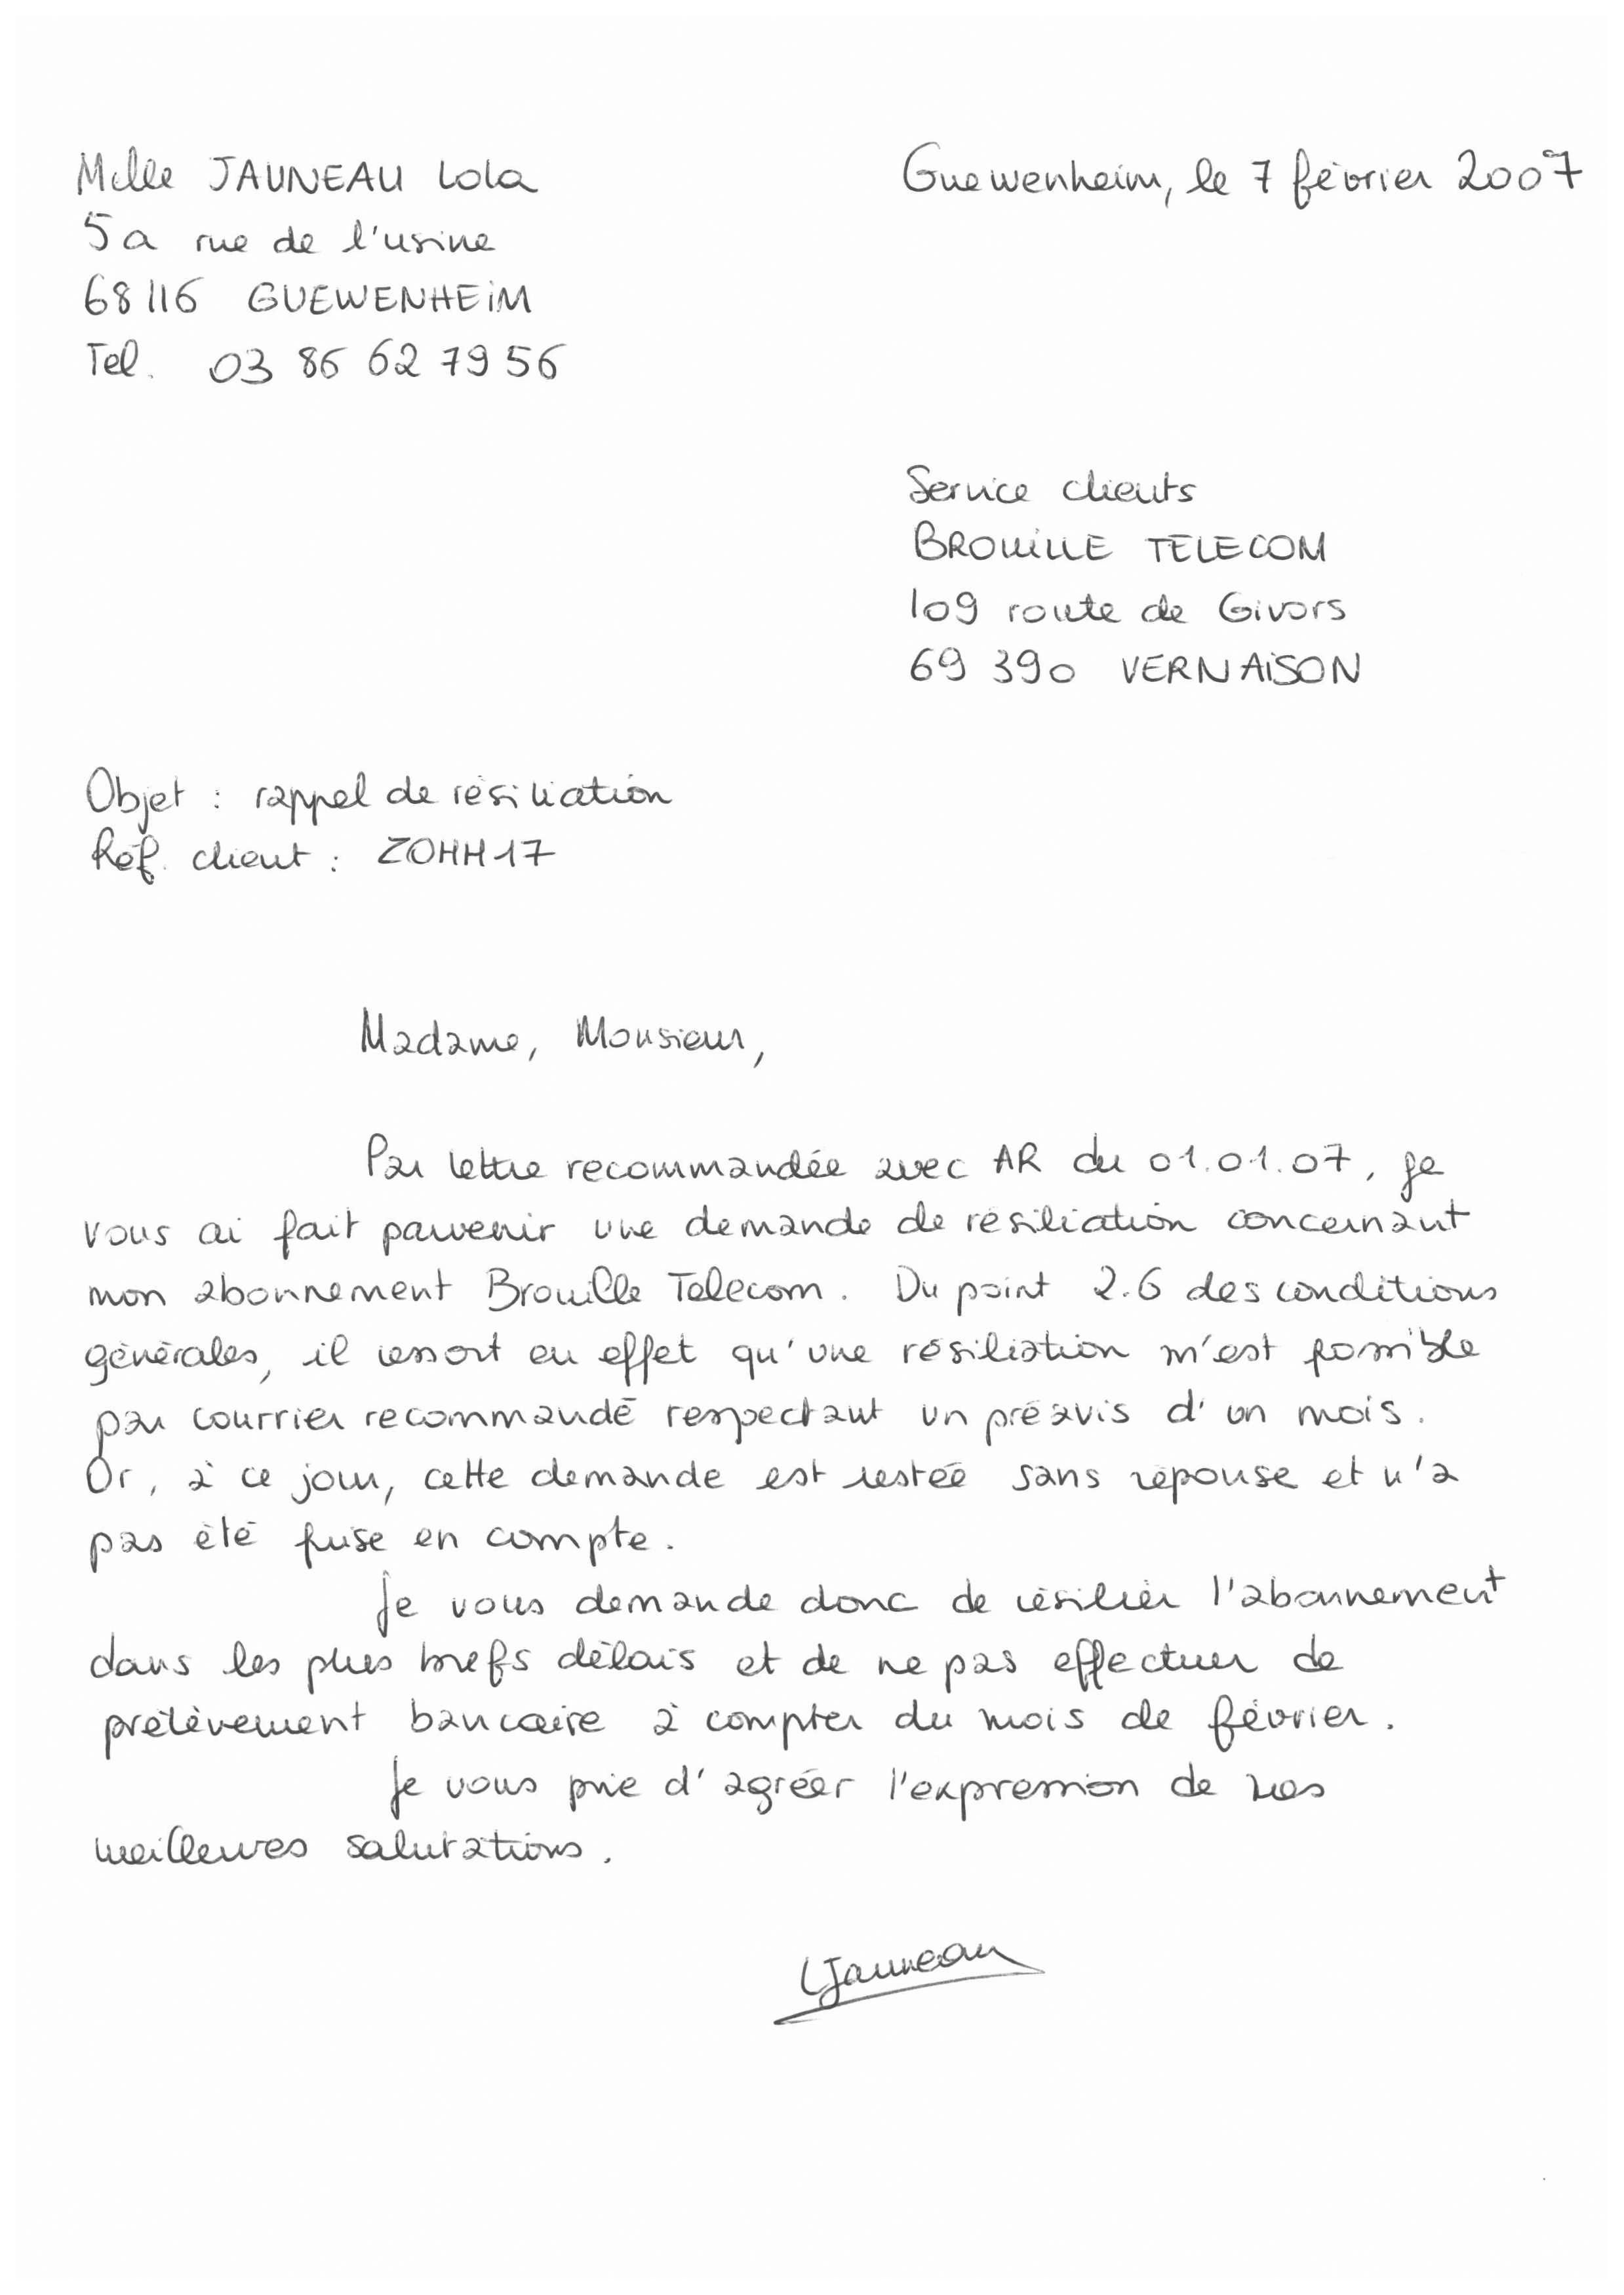 Melle JAUNEAU Lola
5a rue de l'usine
68116 GUEWENHEIM
Tel. 03 86 62 79 56
Guewenheim, le 7 février 2007
Service clients
BROUILLE TELECOM
109 route de Givors
69 390 VERNAISON
Objet : rappel de résiliation
Réf. client : ZOHH17
Madame, Monsieur,
Par lettre recommandée avec AR du 01.01.07, je
vous ai fait parvenir une demande de résiliation concernant
mon abonnement Brouille Telecom. Du point 2.6 des conditions
générales, il ressort en effet qu'une résiliation m'est possible
par courrier recommandé respectant un préavis d'un mois.
Or, à ce jour, cette demande est restée sans réponse et n'a
pas été prise en compte.
Je vous demande donc de résilier l'abonnement
dans les plus brefs délais et de ne pas effectuer de
prélèvement bancaire à compter du mois de février.
Je vous prie d'agréer l'expression de mes
meilleures salutations.
LJauneau